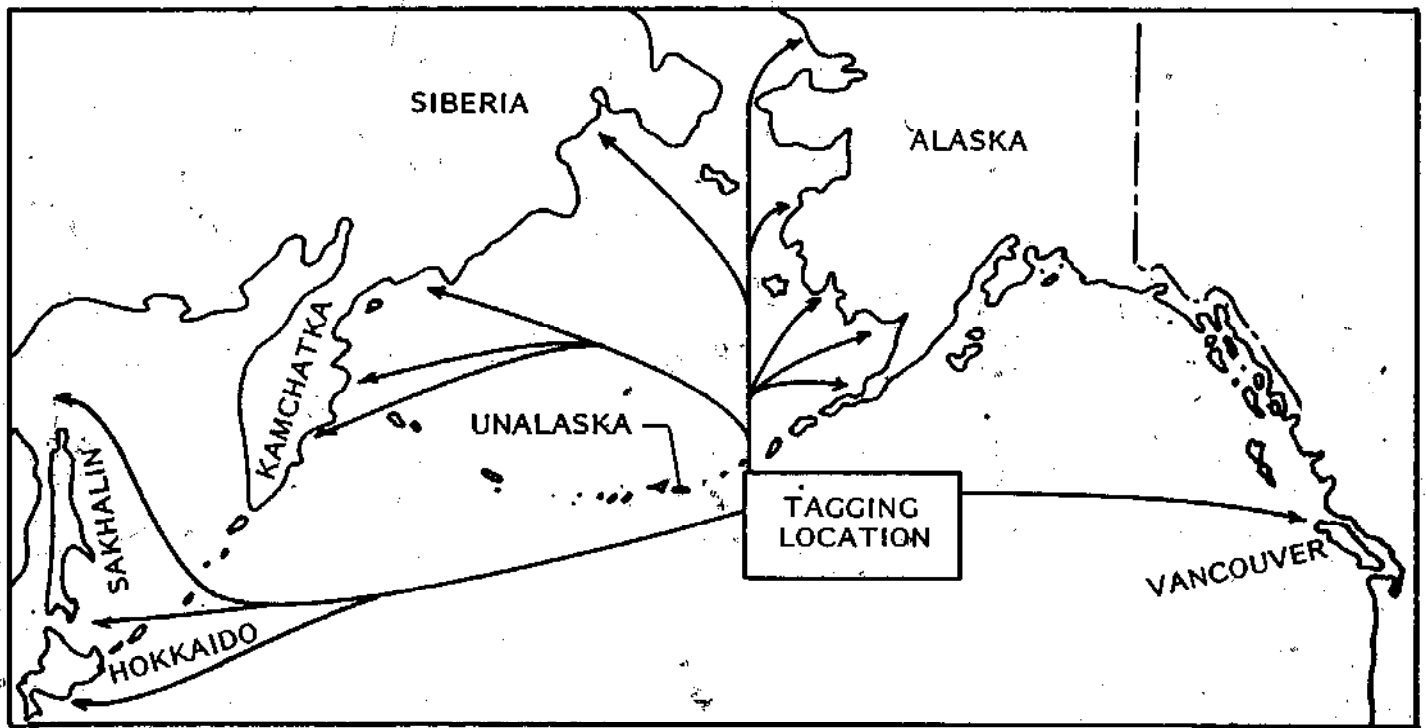 SIBERIA
ALASKA
KAMCHATKA
UNALASKA
SAKHALIN
TAGGING
LOCATION
VANCOUVER
HOKKAIDO